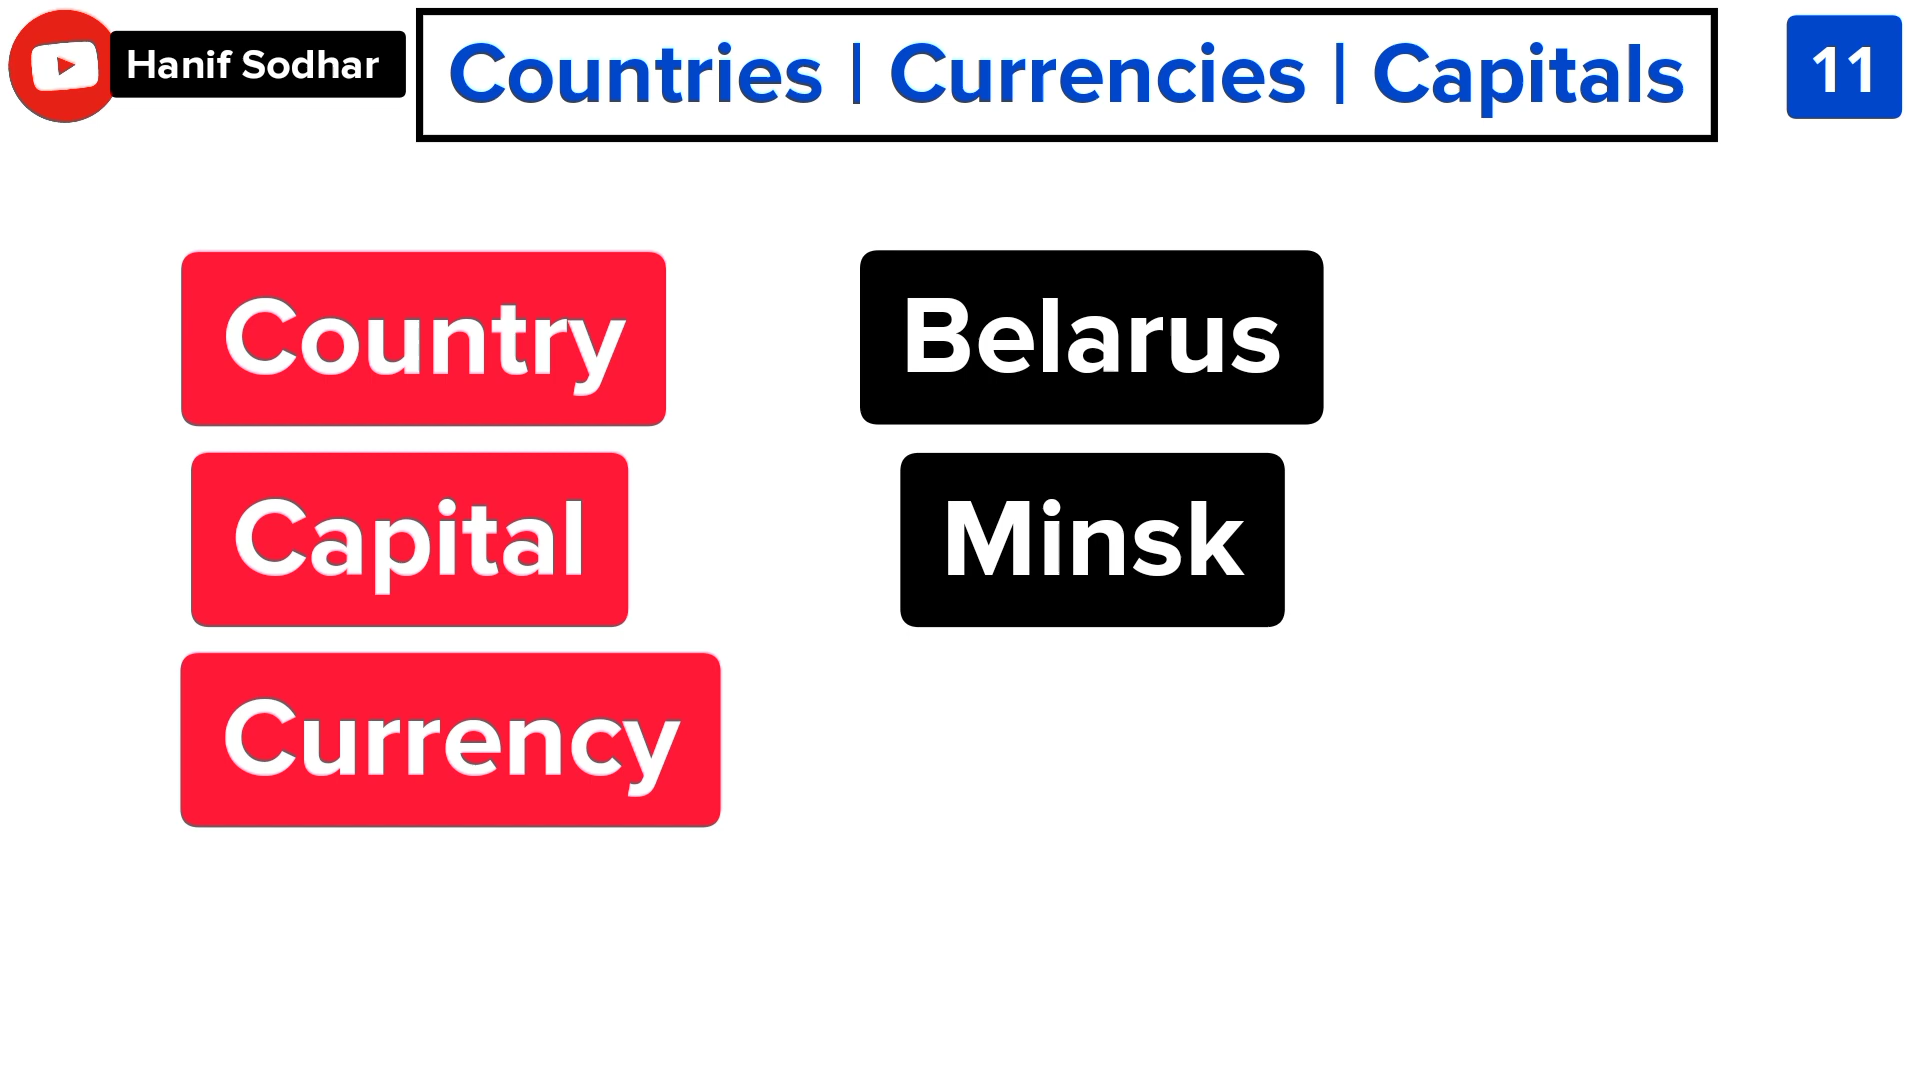 Hanif Sodhar
Countries | Currencies | Capitals
11
Country
Belarus
Capital
Minsk
Currency